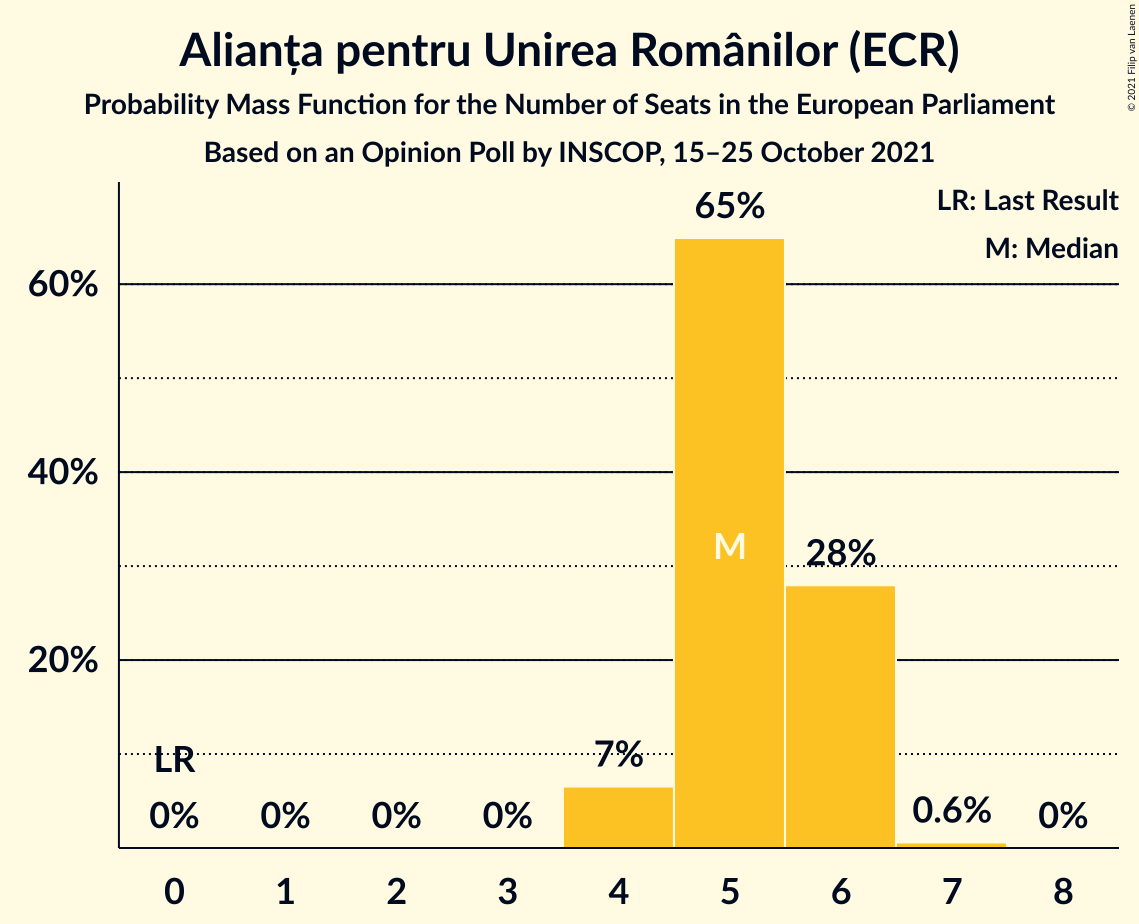 Alianța pentru Unirea Românilor (ECR)
Probability Mass Function for the Number of Seats in the European Parliament
Based on an Opinion Poll by INSCOP, 15–25 October 2021
© 2021 Filip van Laenen
LR: Last Result
M: Median
65%
60%
40%
M
28%
20%
LR
7%
0%
0%
0%
0%
0.6%
0%
0 1 2 3 4 5 6 7 8